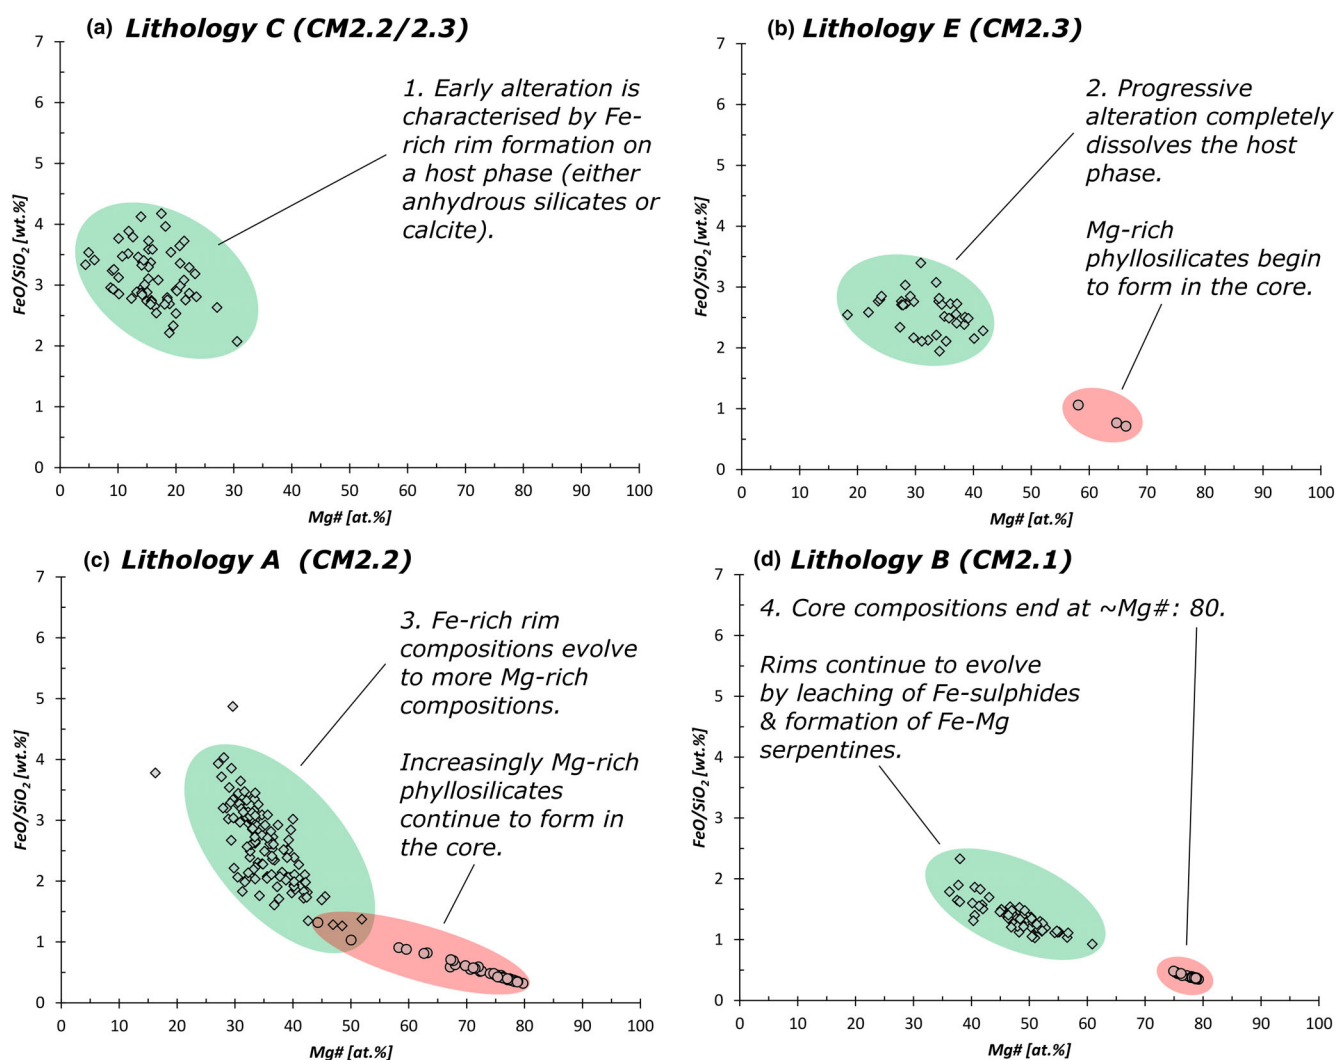 (a) Lithology C (CM2.2/2.3)
7
6
5
4
3
2
1
0
FeO/SiO2 [wt.%]
1. Early alteration is
characterised by Fe-
rich rim formation on
a host phase (either
anhydrous silicates or
calcite).
0 10 20 30 40 50 60 70 80 90 100
Mg# [at.%]
(b) Lithology E (CM2.3)
7
6
5
4
3
2
1
0
FeO/SiO2 [wt.%]
2. Progressive
alteration completely
dissolves the host
phase.
Mg-rich
phyllosilicates begin
to form in the core.
0 10 20 30 40 50 60 70 80 90 100
Mg# [at.%]
(c) Lithology A (CM2.2)
7
6
5
4
3
2
1
0
FeO/SiO2 [wt.%]
3. Fe-rich rim
compositions evolve
to more Mg-rich
compositions.
Increasingly Mg-rich
phyllosilicates
continue to form in
the core.
0 10 20 30 40 50 60 70 80 90 100
Mg# [at.%]
(d) Lithology B (CM2.1)
7
6
5
4
3
2
1
0
FeO/SiO2 [wt.%]
4. Core compositions end at ~Mg#: 80.
Rims continue to evolve
by leaching of Fe-sulphides
& formation of Fe-Mg
serpentines.
0 10 20 30 40 50 60 70 80 90 100
Mg# [at.%]